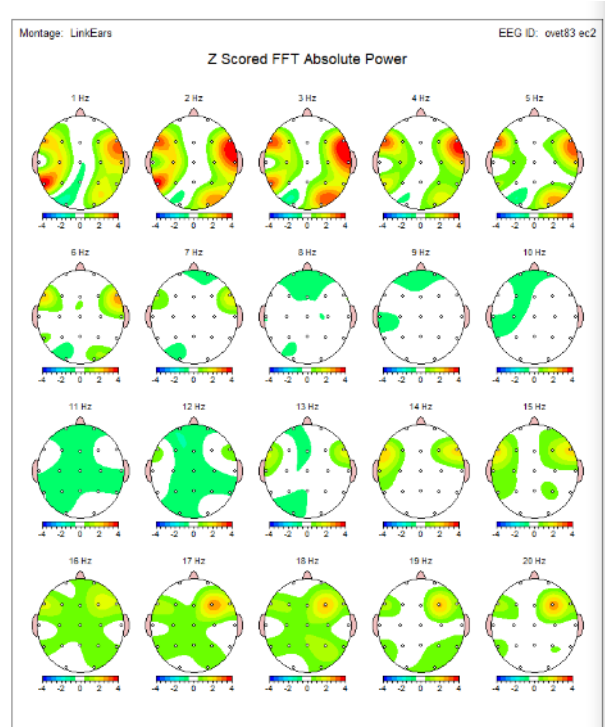 Montage: LinkEars EEG ID: ovet83 ec2
Z Scored FFT Absolute Power
1 Hz 2 Hz 3 Hz 4 Hz 5 Hz
-4 -2 0 2 4 -4 -2 0 2 4 -4 -2 0 2 4 -4 -2 0 2 4 -4 -2 0 2 4
6 Hz 7 Hz 8 Hz 9 Hz 10 Hz
-4 -2 0 2 4 -4 -2 0 2 4 -4 -2 0 2 4 -4 -2 0 2 4 -4 -2 0 2 4
11 Hz 12 Hz 13 Hz 14 Hz 15 Hz
-4 -2 0 2 4 -4 -2 0 2 4 -4 -2 0 2 4 -4 -2 0 2 4 -4 -2 0 2 4
16 Hz 17 Hz 18 Hz 19 Hz 20 Hz
-4 -2 0 2 4 -4 -2 0 2 4 -4 -2 0 2 4 -4 -2 0 2 4 -4 -2 0 2 4